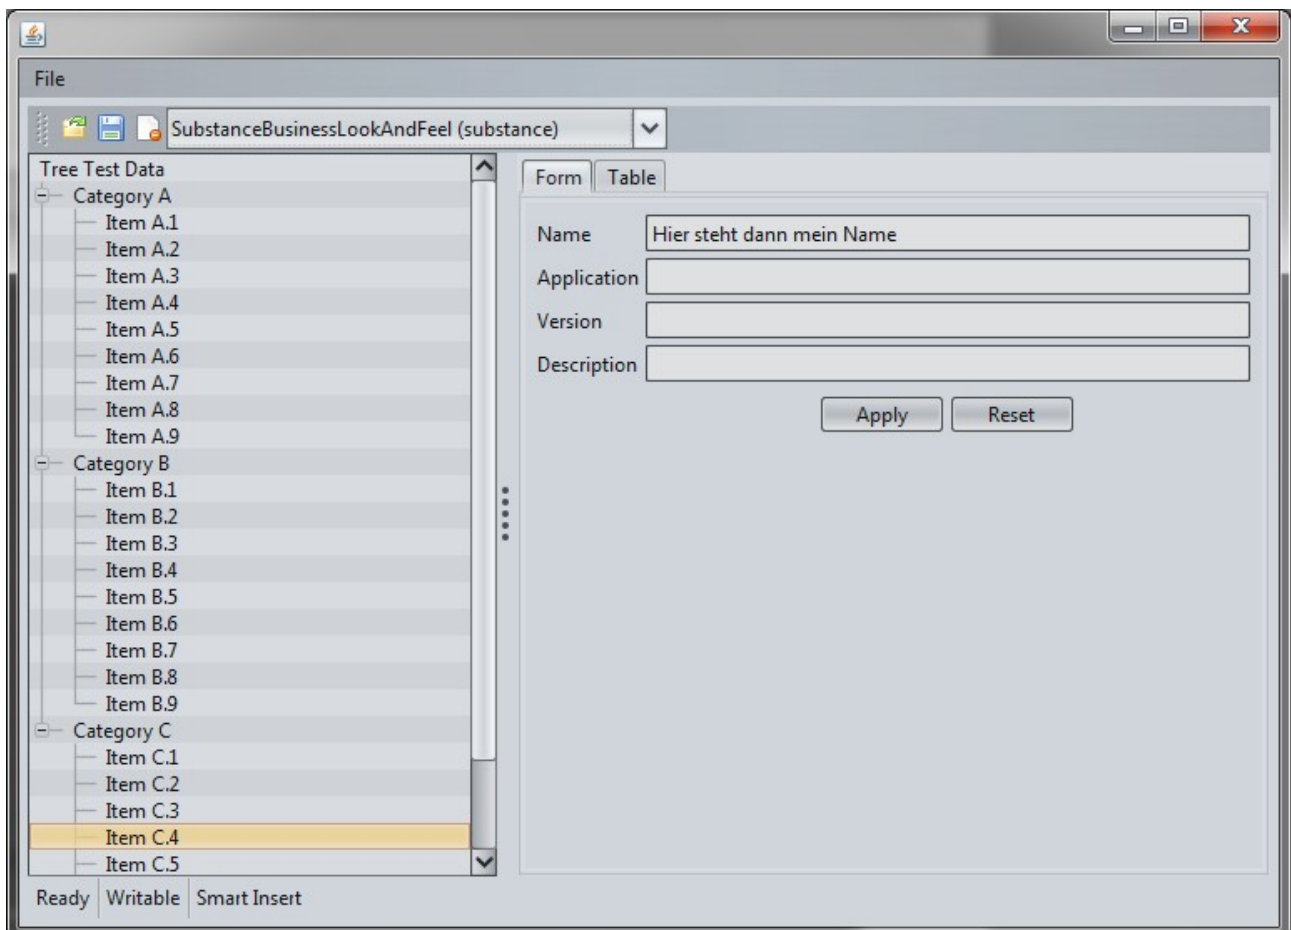 File
SubstanceBusinessLookAndFeel (substance)
Tree Test Data
Category A
Item A.1
Item A.2
Item A.3
Item A.4
Item A.5
Item A.6
Item A.7
Item A.8
Item A.9
Category B
Item B.1
Item B.2
Item B.3
Item B.4
Item B.5
Item B.6
Item B.7
Item B.8
Item B.9
Category C
Item C.1
Item C.2
Item C.3
Item C.4
Item C.5
Form Table
Name Hier steht dann mein Name
Application
Version
Description
Apply Reset
Ready Writable Smart Insert